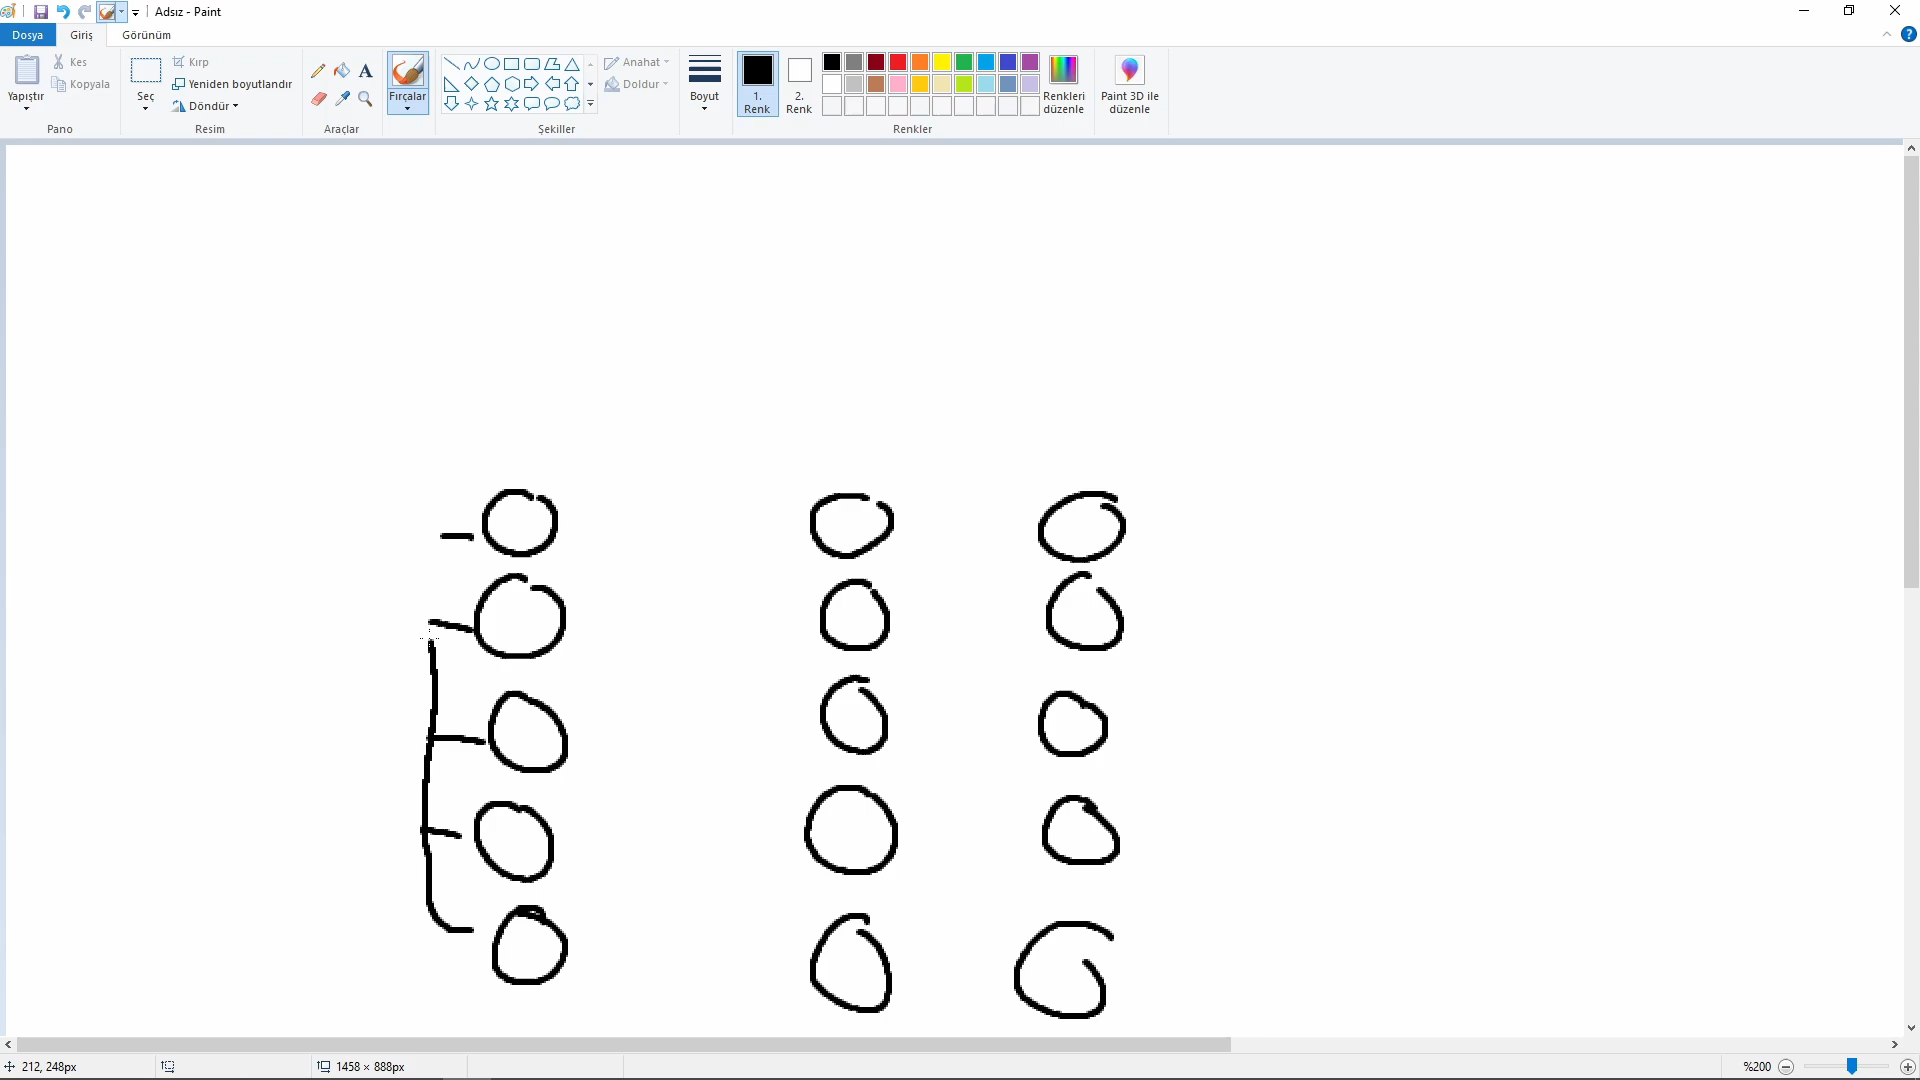 Adsız - Paint
Dosya Giriş Görünüm
Yapıştır
Kes
Kopyala
Pano
Seç
Kırp
Yeniden boyutlandır
Döndür
Resim
A
Araçlar
Fırçalar
Şekiller
Anahat
Doldur
Boyut
1.
Renk
2.
Renk
Renkleri
düzenle
Renkler
Paint 3D ile
düzenle
?
212, 248px
1458 × 888px
%200